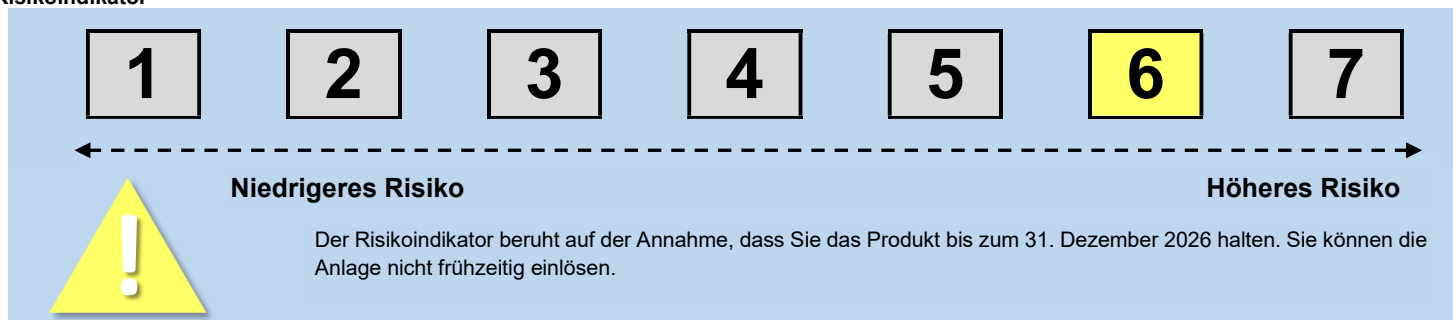 Risikoindikator
1 2 3 4 5 6 7
Niedrigeres Risiko Höheres Risiko
!
Der Risikoindikator beruht auf der Annahme, dass Sie das Produkt bis zum 31. Dezember 2026 halten. Sie können die
Anlage nicht frühzeitig einlösen.